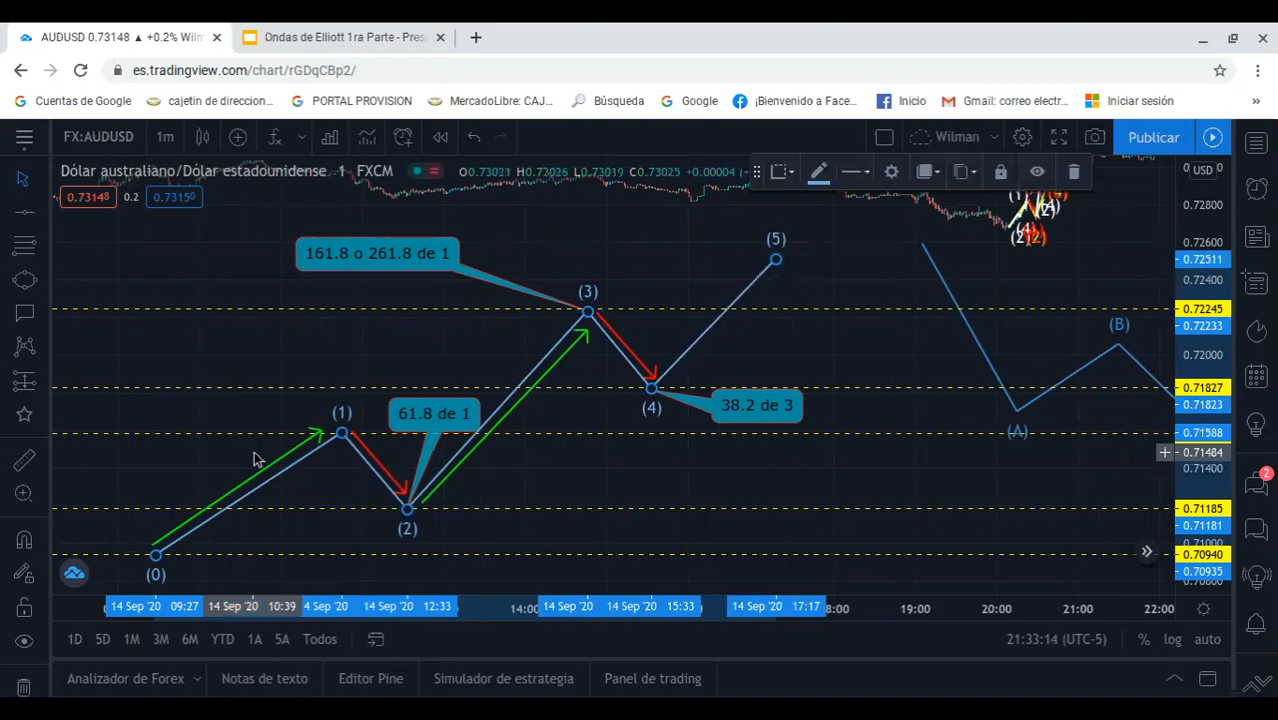 AUDUSD 0.73148 ▲ +0.2% Wilm
Ondas de Elliott 1ra Parte - Pres
es.tradingview.com/chart/rGDqCBp2/
Cuentas de Google
cajetin de direccion...
PORTAL PROVISION
MercadoLibre: CAJ...
Búsqueda
Google
¡Bienvenido a Face...
Inicio
Gmail: correo electr...
Iniciar sesión
»
FX:AUDUSD
1m
Wilman
Publicar
Dólar australiano/Dólar estadounidense 1 FXCM
O0.73021 H0.73026 L0.73019 C0.73025 +0.00004
USD
0.73148
0.2
0.73150
0.72800
0.72600
0.72511
0.72400
0.72245
0.72233
0.72000
0.71827
0.71823
0.71588
0.71484
0.71400
0.71185
0.71181
0.71000
0.70940
0.70935
0.70800
161.8 o 261.8 de 1
61.8 de 1
38.2 de 3
(0)
(1)
(2)
(3)
(4)
(5)
(A)
(B)
2
14 Sep '20 09:27
14 Sep '20 10:39
4 Sep '20
14 Sep '20 12:33
14:00
14 Sep '20
14 Sep '20 15:33
14 Sep '20 17:17
18:00
19:00
20:00
21:00
22:00
1D 5D 1M 3M 6M YTD 1A 5A Todos
21:33:14 (UTC-5) % log auto
Analizador de Forex Notas de texto Editor Pine Simulador de estrategia Panel de trading